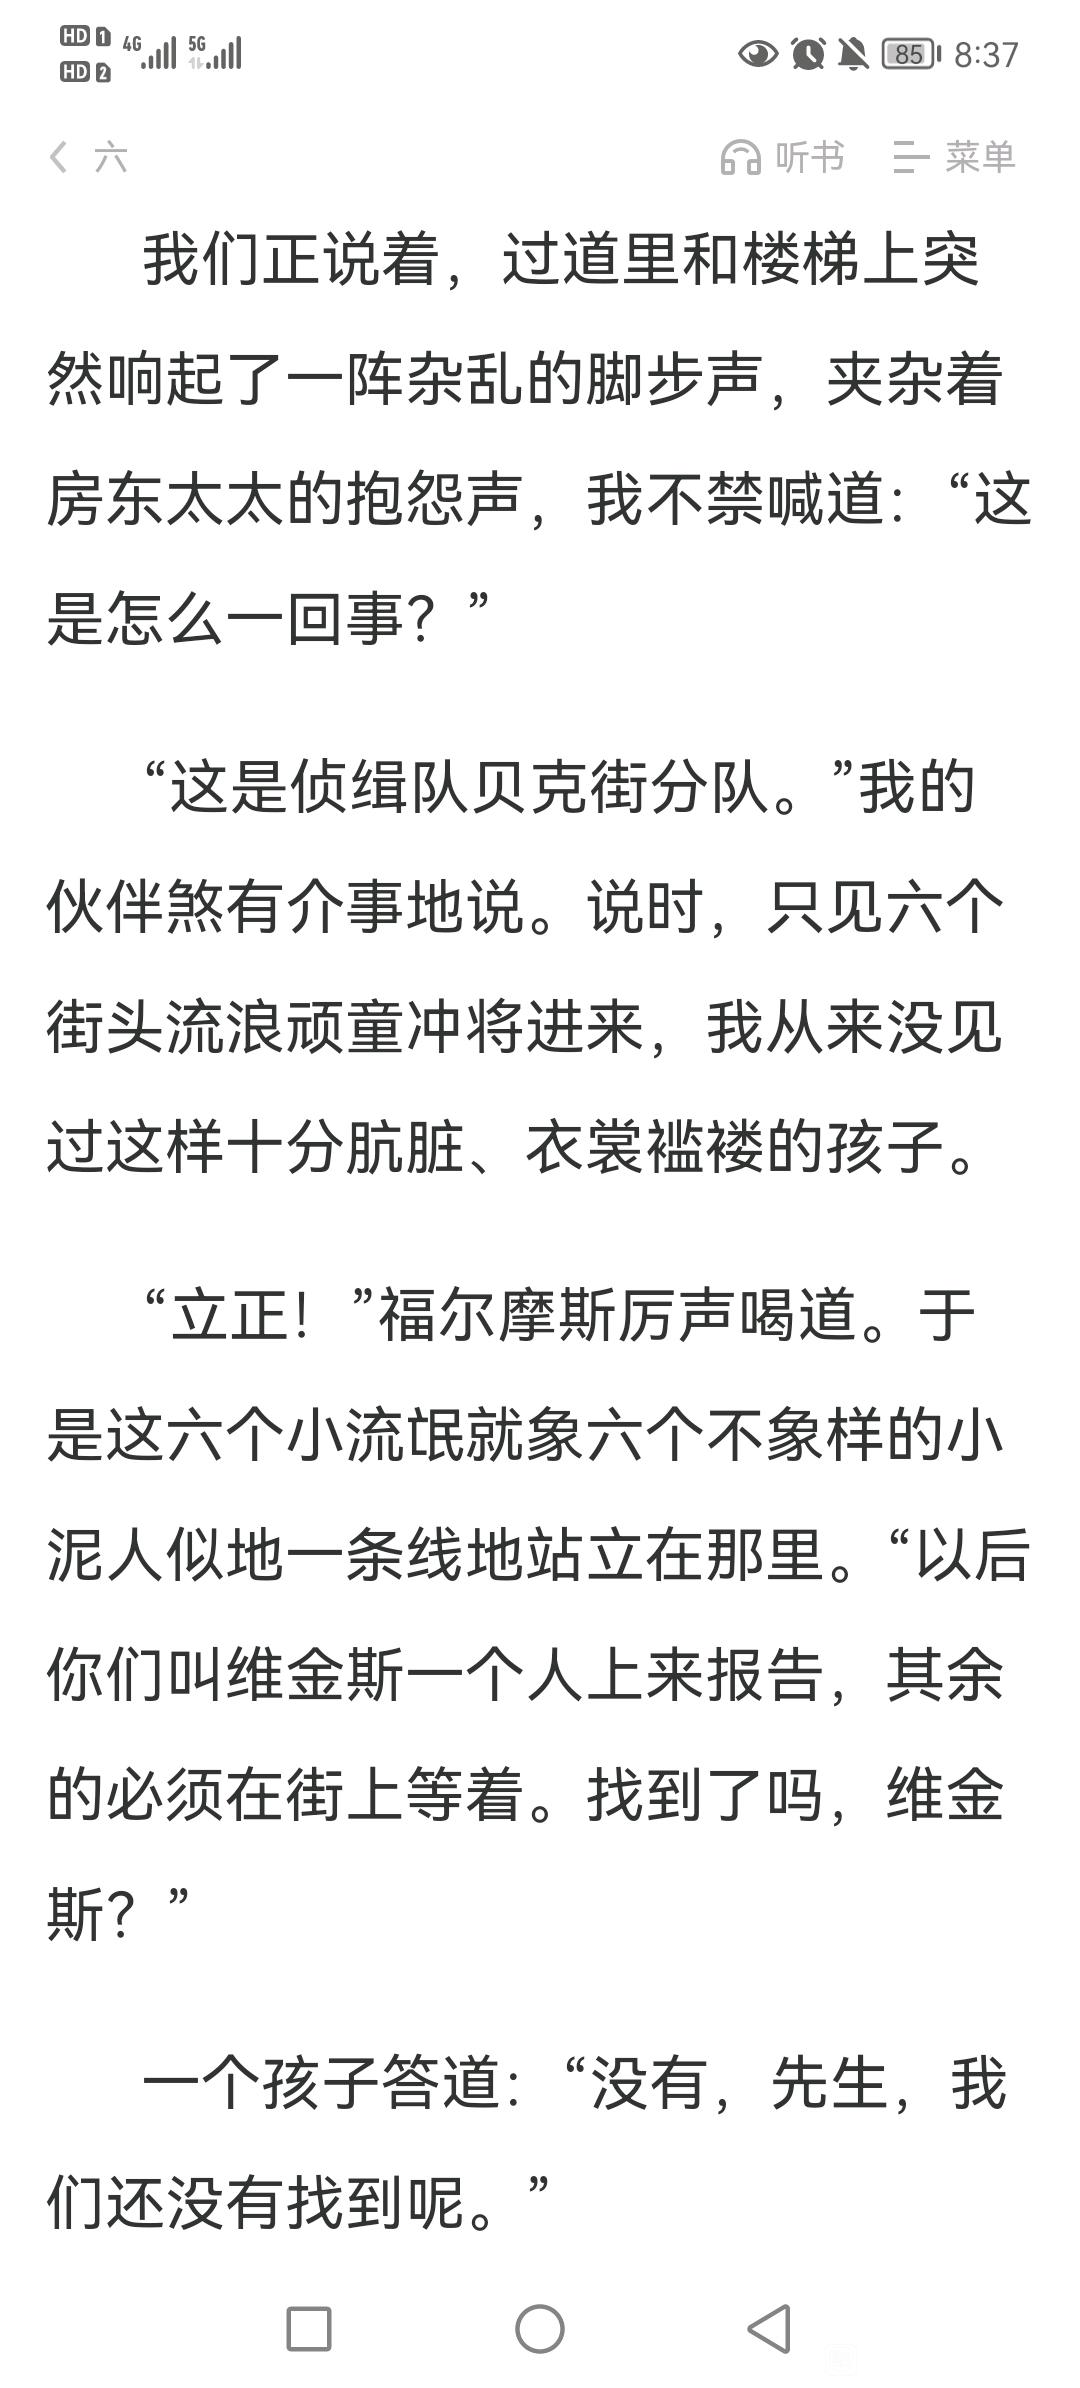 HD 1 4G 5G 85 8:37
HD 2
六 听书 菜单
我们正说着，过道里和楼梯上突
然响起了一阵杂乱的脚步声，夹杂着
房东太太的抱怨声，我不禁喊道：“这
是怎么一回事？”
“这是侦缉队贝克街分队。”我的
伙伴煞有介事地说。说时，只见六个
街头流浪顽童冲将进来，我从来没见
过这样十分肮脏、衣裳褴褛的孩子。
“立正！”福尔摩斯厉声喝道。于
是这六个小流氓就象六个不象样的小
泥人似地一条线地站立在那里。“以后
你们叫维金斯一个人上来报告，其余
的必须在街上等着。找到了吗，维金
斯？”
一个孩子答道：“没有，先生，我
们还没有找到呢。”